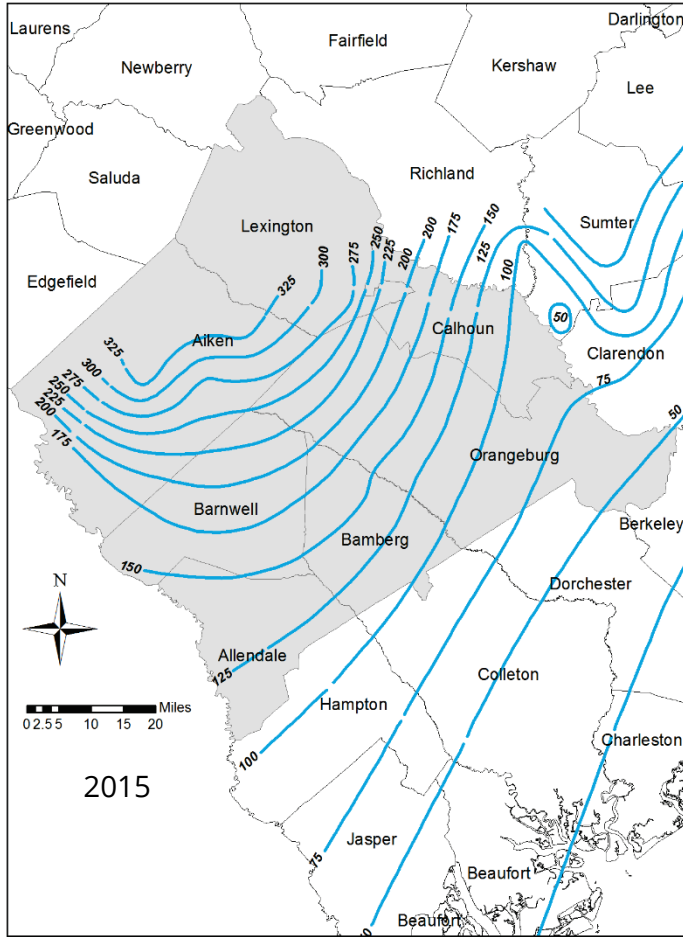 Laurens
Fairfield
Darlington
Newberry
Kershaw
Lee
Greenwood
Saluda
Richland
Lexington
Sumter
Edgefield
Aiken
Calhoun
Clarendon
Orangeburg
Barnwell
Bamberg
Berkeley
Dorchester
Allendale
Colleton
Hampton
Charleston
Jasper
Beaufort
Beaufort
325
300
275
250
225
200
175
150
125
100
50
75
50
325
300
275
250
225
200
175
150
125
100
75
N
Miles
0 2.5 5 10 15 20
2015